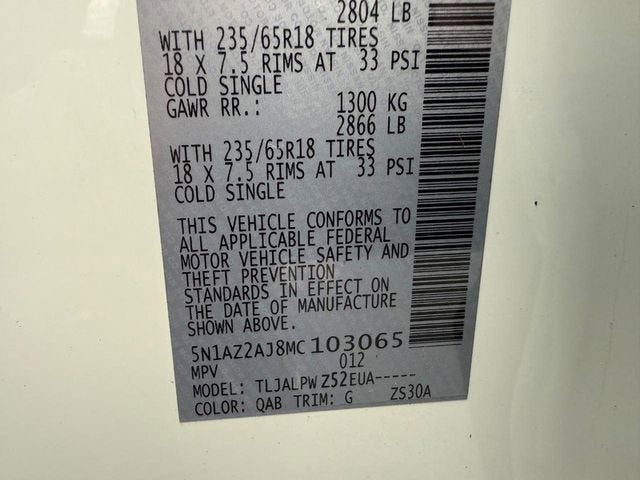 2804 LB
WITH 235/65R18 TIRES
18 X 7.5 RIMS AT 33 PSI
COLD SINGLE
GAWR RR.: 1300 KG
2866 LB
WITH 235/65R18 TIRES
18 X 7.5 RIMS AT 33 PSI
COLD SINGLE
THIS VEHICLE CONFORMS TO
ALL APPLICABLE FEDERAL
MOTOR VEHICLE SAFETY AND
THEFT PREVENTION
STANDARDS IN EFFECT ON
THE DATE OF MANUFACTURE
SHOWN ABOVE.
5N1AZ2AJ8MC103065
MPV 012
MODEL: TLJALPWZ52EUA-----
COLOR: QAB TRIM: G ZS30A